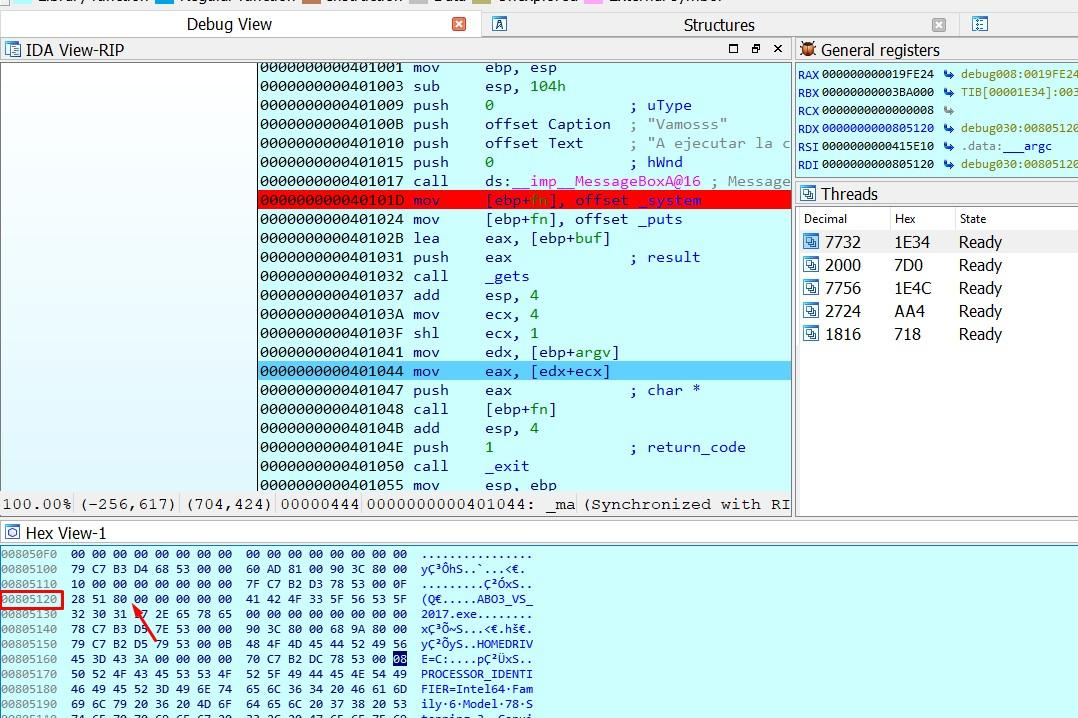 Debug View
Structures
IDA View-RIP
0000000000401001 mov ebp, esp
0000000000401003 sub esp, 104h
0000000000401009 push 0 ; uType
000000000040100B push offset Caption ; "Vamosss"
0000000000401010 push offset Text ; "A ejecutar la c
0000000000401015 push 0 ; hWnd
0000000000401017 call ds:__imp__MessageBoxA@16 ; Message
000000000040101D mov [ebp+fn], offset _system
0000000000401024 mov [ebp+fn], offset _puts
000000000040102B lea eax, [ebp+buf]
0000000000401031 push eax ; result
0000000000401032 call _gets
0000000000401037 add esp, 4
000000000040103A mov ecx, 4
000000000040103F shl ecx, 1
0000000000401041 mov edx, [ebp+argv]
0000000000401044 mov eax, [edx+ecx]
0000000000401047 push eax ; char *
0000000000401048 call [ebp+fn]
000000000040104B add esp, 4
000000000040104E push 1 ; return_code
0000000000401050 call _exit
0000000000401055 mov esp, ebp
100.00% (-256,617) (704,424) 00000444 0000000000401044: _ma (Synchronized with RI
General registers
RAX 000000000019FE24 debug008:0019FE24
RBX 00000000003BA000 TIB[00001E34]:003
RCX 0000000000000008
RDX 0000000000805120 debug030:00805120
RSI 0000000000415E10 .data:___argc
RDI 0000000000805120 debug030:00805120
Threads
Decimal Hex State
7732 1E34 Ready
2000 7D0 Ready
7756 1E4C Ready
2724 AA4 Ready
1816 718 Ready
Hex View-1
008050F0 00 00 00 00 00 00 00 00 00 00 00 00 00 00 00 00 ................
00805100 79 C7 B3 D4 68 53 00 00 60 AD 81 00 90 3C 80 00 yÇ³ÔhS..`­...<€.
00805110 10 00 00 00 00 00 00 00 7F C7 B2 D3 78 53 00 0F .........Ç²ÓxS..
00805120 28 51 80 00 00 00 00 00 41 42 4F 33 5F 56 53 5F (Q€.....ABO3_VS_
00805130 32 30 31 37 2E 65 78 65 00 00 00 00 00 00 00 00 2017.exe........
00805140 78 C7 B3 D5 7E 53 00 00 90 3C 80 00 68 9A 80 00 xÇ³Õ~S...<€.hš€.
00805150 79 C7 B2 D5 79 53 00 0B 48 4F 4D 45 44 52 49 56 yÇ²ÕyS..HOMEDRIV
00805160 45 3D 43 3A 00 00 00 00 70 C7 B2 DC 78 53 00 08 E=C:....pÇ²ÜxS..
00805170 50 52 4F 43 45 53 53 4F 52 5F 49 44 45 4E 54 49 PROCESSOR_IDENTI
00805180 46 49 45 52 3D 49 6E 74 65 6C 36 34 20 46 61 6D FIER=Intel64·Fam
00805190 69 6C 79 20 36 20 4D 6F 64 65 6C 20 37 38 20 53 ily·6·Model·78·S